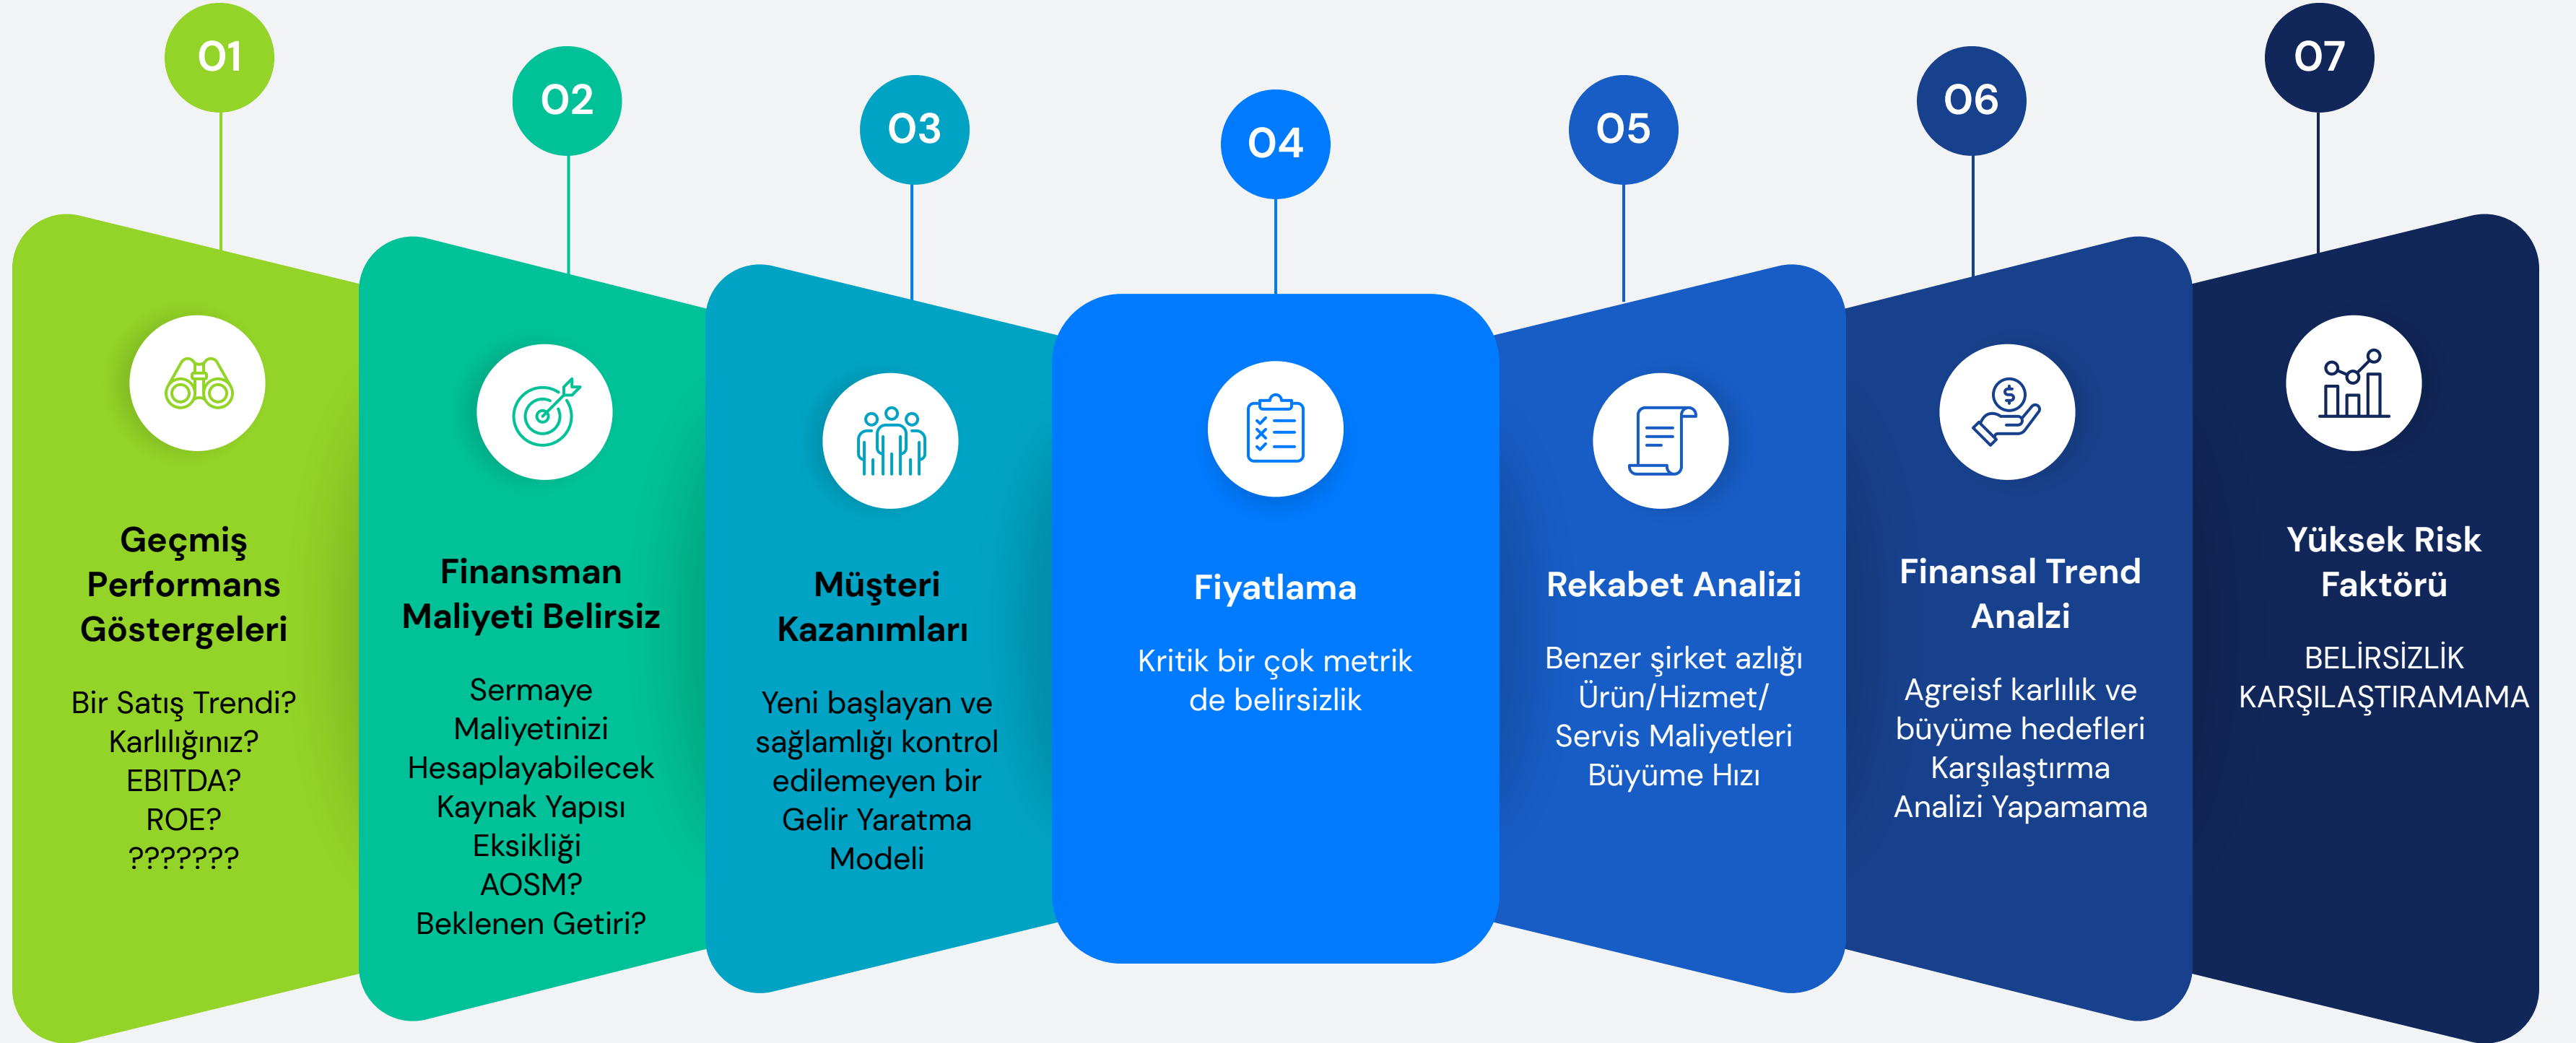 01
Geçmiş
Performans
Göstergeleri
Bir Satış Trendi?
Karlılığınız?
EBITDA?
ROE?
???????
02
Finansman
Maliyeti Belirsiz
Sermaye
Maliyetinizi
Hesaplayabilecek
Kaynak Yapısı
Eksikliği
AOSM?
Beklenen Getiri?
03
Müşteri
Kazanımları
Yeni başlayan ve
sağlamlığı kontrol
edilemeyen bir
Gelir Yaratma
Modeli
04
Fiyatlama
Kritik bir çok metrik
de belirsizlik
05
Rekabet Analizi
Benzer şirket azlığı
Ürün/Hizmet/
Servis Maliyetleri
Büyüme Hızı
06
Finansal Trend
Analzi
Agreisf karlılık ve
büyüme hedefleri
Karşılaştırma
Analizi Yapamama
07
Yüksek Risk
Faktörü
BELİRSİZLİK
KARŞILAŞTIRAMAMA